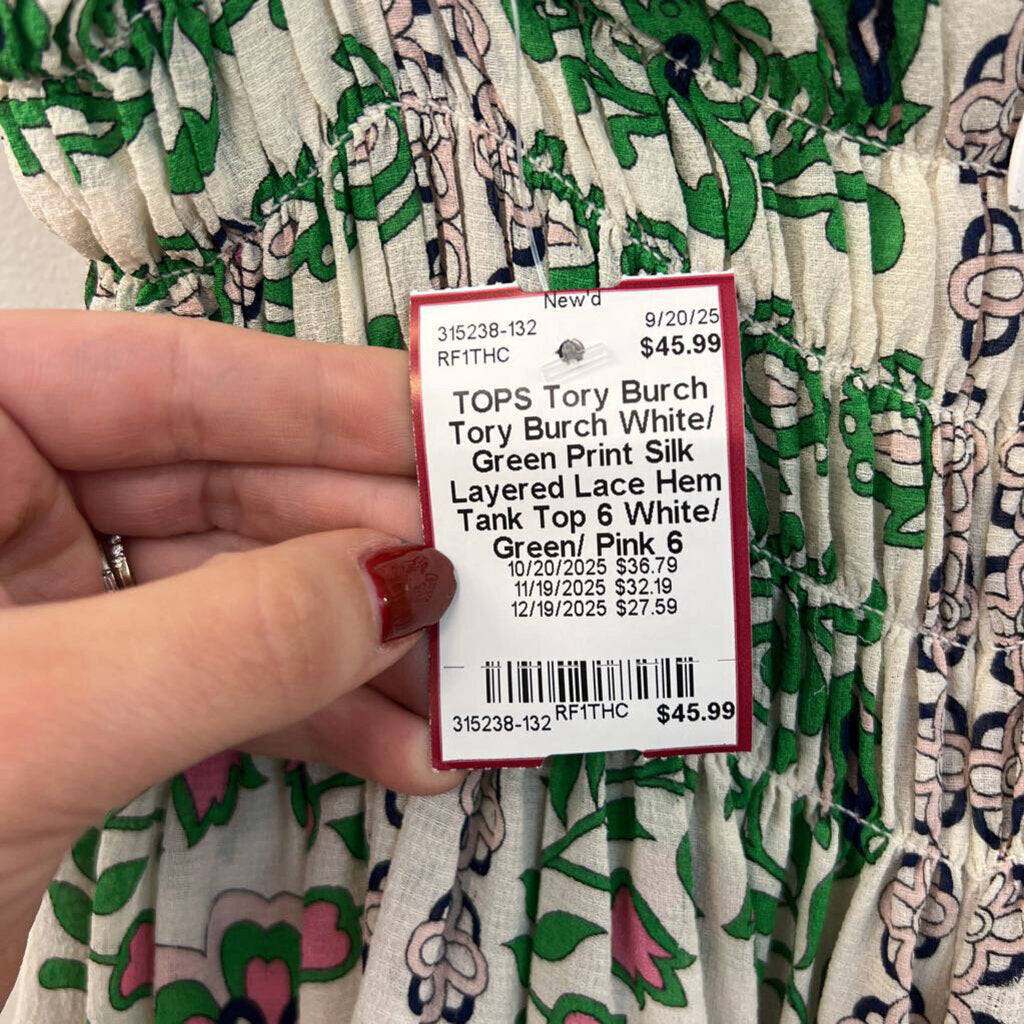 New'd
315238-132 9/20/25
RF1THC $45.99
TOPS Tory Burch
Tory Burch White/
Green Print Silk
Layered Lace Hem
Tank Top 6 White/
Green/ Pink 6
10/20/2025 $36.79
11/19/2025 $32.19
12/19/2025 $27.59
315238-132 RF1THC $45.99